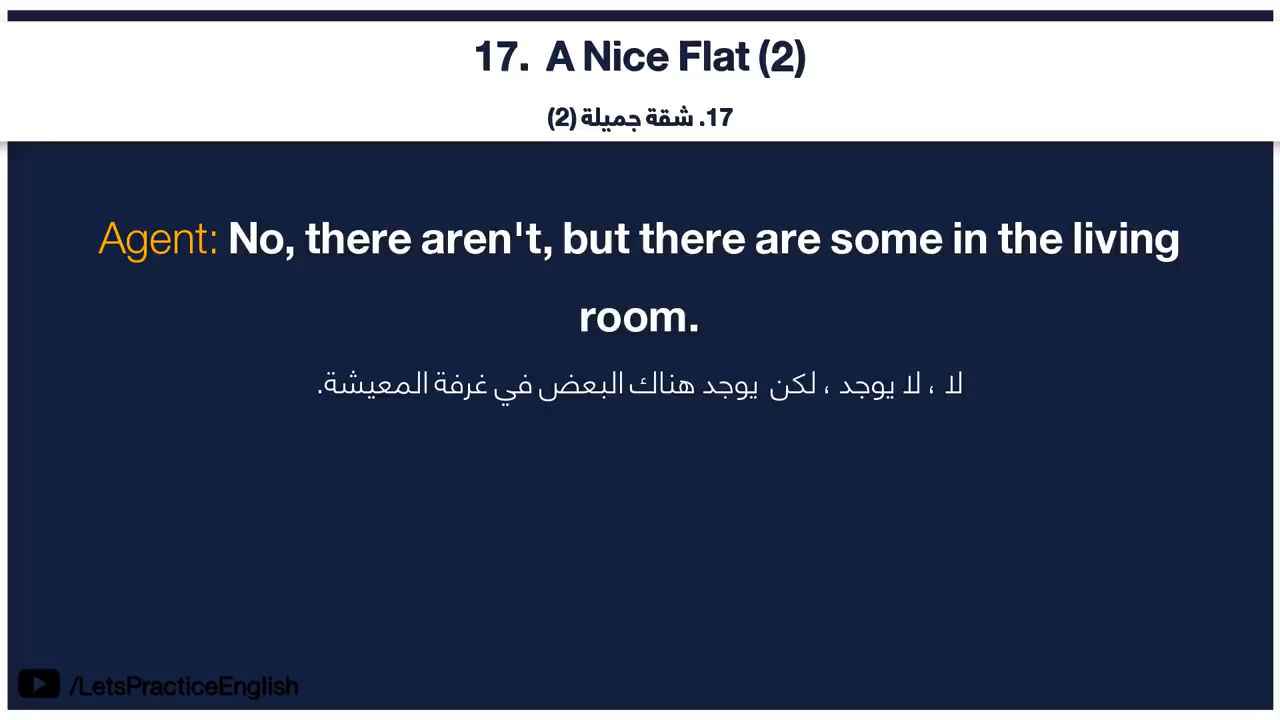 17. A Nice Flat (2)
17. شقة جميلة (2)
Agent: No, there aren't, but there are some in the living
room.
لا ، لا يوجد ، لكن يوجد هناك البعض في غرفة المعيشة.
/LetsPracticeEnglish